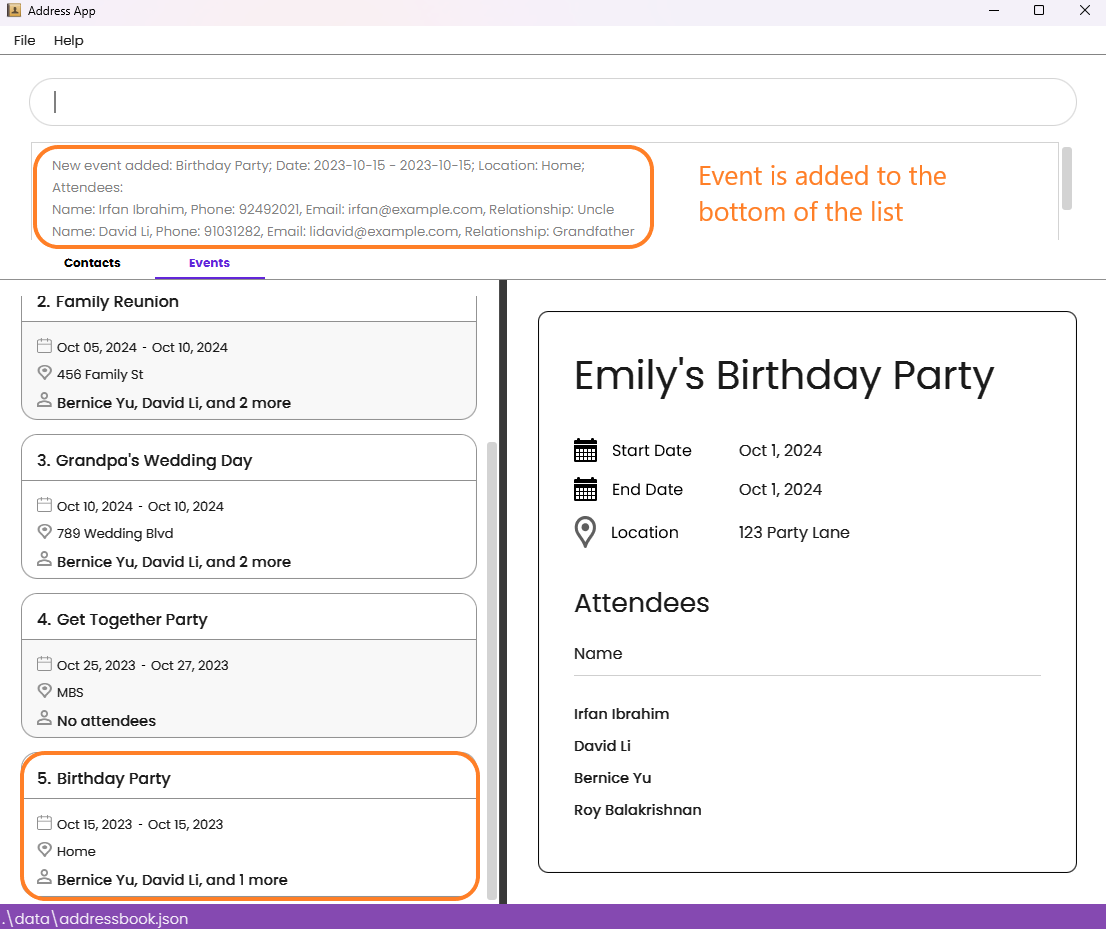 Address App
File Help
New event added: Birthday Party; Date: 2023-10-15 - 2023-10-15; Location: Home;
Attendees:
Name: Irfan Ibrahim, Phone: 92492021, Email: irfan@example.com, Relationship: Uncle
Name: David Li, Phone: 91031282, Email: lidavid@example.com, Relationship: Grandfather
Event is added to the
bottom of the list
Contacts Events
2. Family Reunion
Oct 05, 2024 - Oct 10, 2024
456 Family St
Bernice Yu, David Li, and 2 more
3. Grandpa's Wedding Day
Oct 10, 2024 - Oct 10, 2024
789 Wedding Blvd
Bernice Yu, David Li, and 2 more
4. Get Together Party
Oct 25, 2023 - Oct 27, 2023
MBS
No attendees
5. Birthday Party
Oct 15, 2023 - Oct 15, 2023
Home
Bernice Yu, David Li, and 1 more
Emily's Birthday Party
Start Date Oct 1, 2024
End Date Oct 1, 2024
Location 123 Party Lane
Attendees
Name
Irfan Ibrahim
David Li
Bernice Yu
Roy Balakrishnan
.\data\addressbook.json